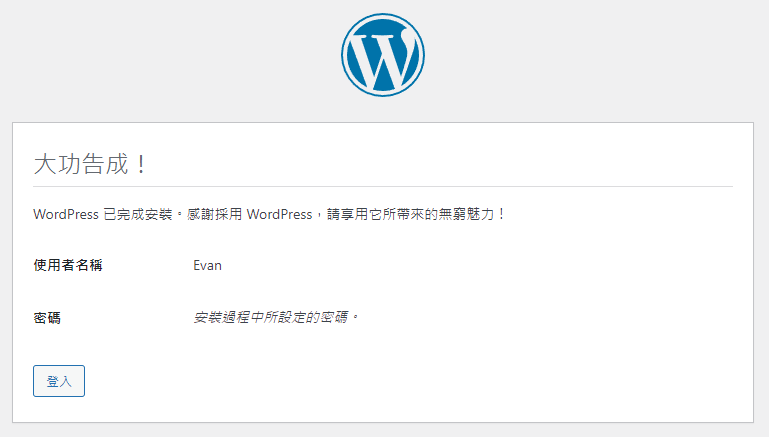 大功告成！
WordPress 已完成安裝。感謝採用 WordPress，請享用它所帶來的無窮魅力！
使用者名稱 Evan
密碼 安裝過程中所設定的密碼。
登入